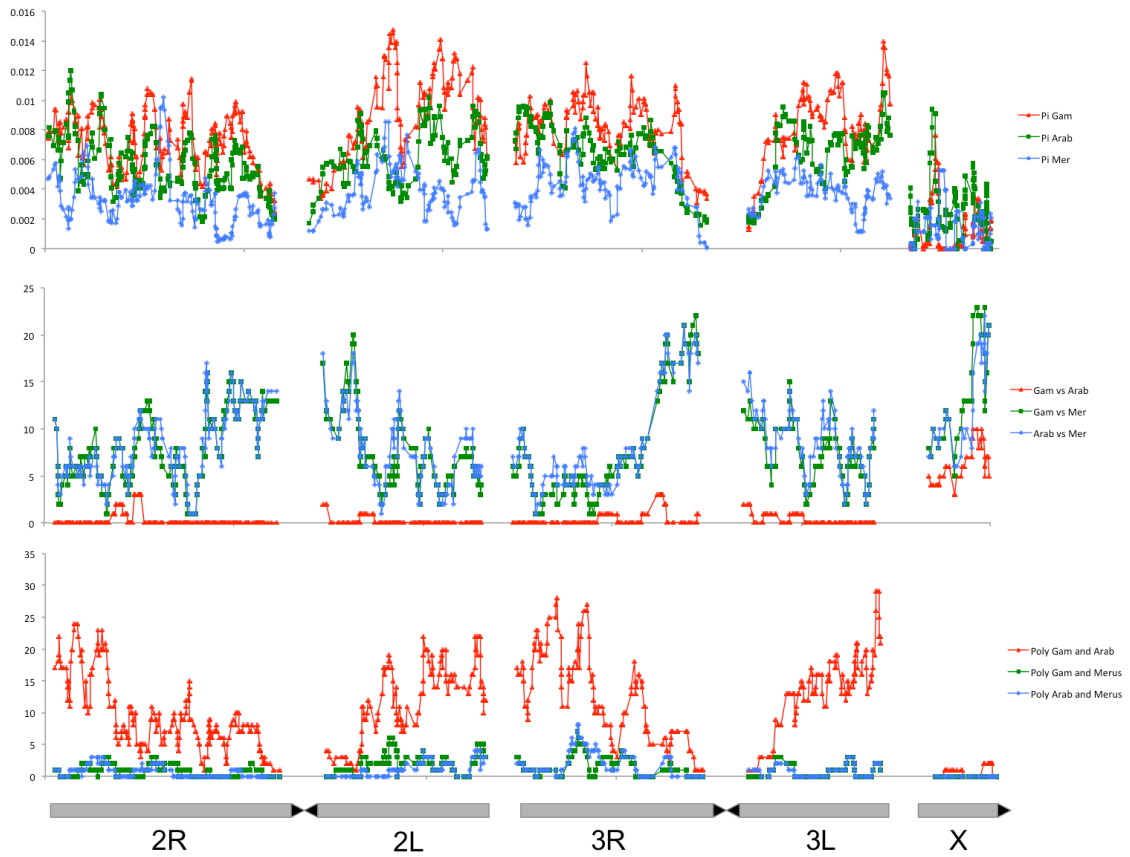 0.016
0.014
0.012
0.01
0.008
0.006
0.004
0.002
0
Pi Gam
Pi Arab
Pi Mer
25
20
15
10
5
0
Gam vs Arab
Gam vs Mer
Arab vs Mer
35
30
25
20
15
10
5
0
Poly Gam and Arab
Poly Gam and Merus
Poly Arab and Merus
2R 2L 3R 3L X